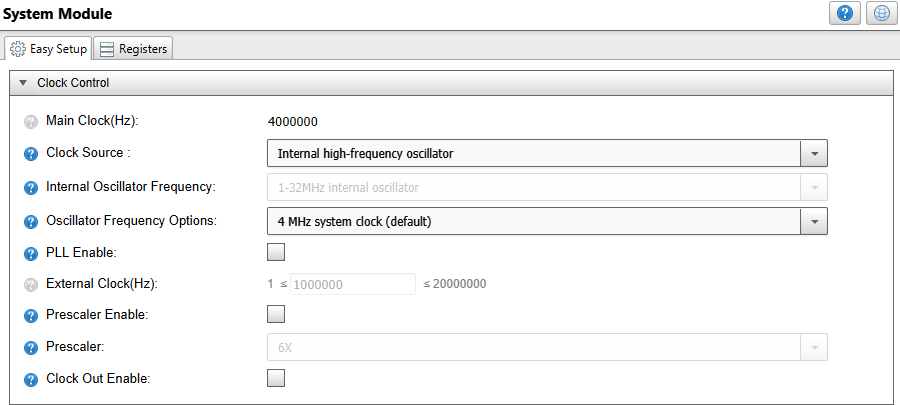 System Module
Easy Setup Registers
Clock Control
Main Clock(Hz): 4000000
Clock Source : Internal high-frequency oscillator
Internal Oscillator Frequency: 1-32MHz internal oscillator
Oscillator Frequency Options: 4 MHz system clock (default)
PLL Enable:
External Clock(Hz): 1 ≤ 1000000 ≤ 20000000
Prescaler Enable:
Prescaler: 6X
Clock Out Enable: